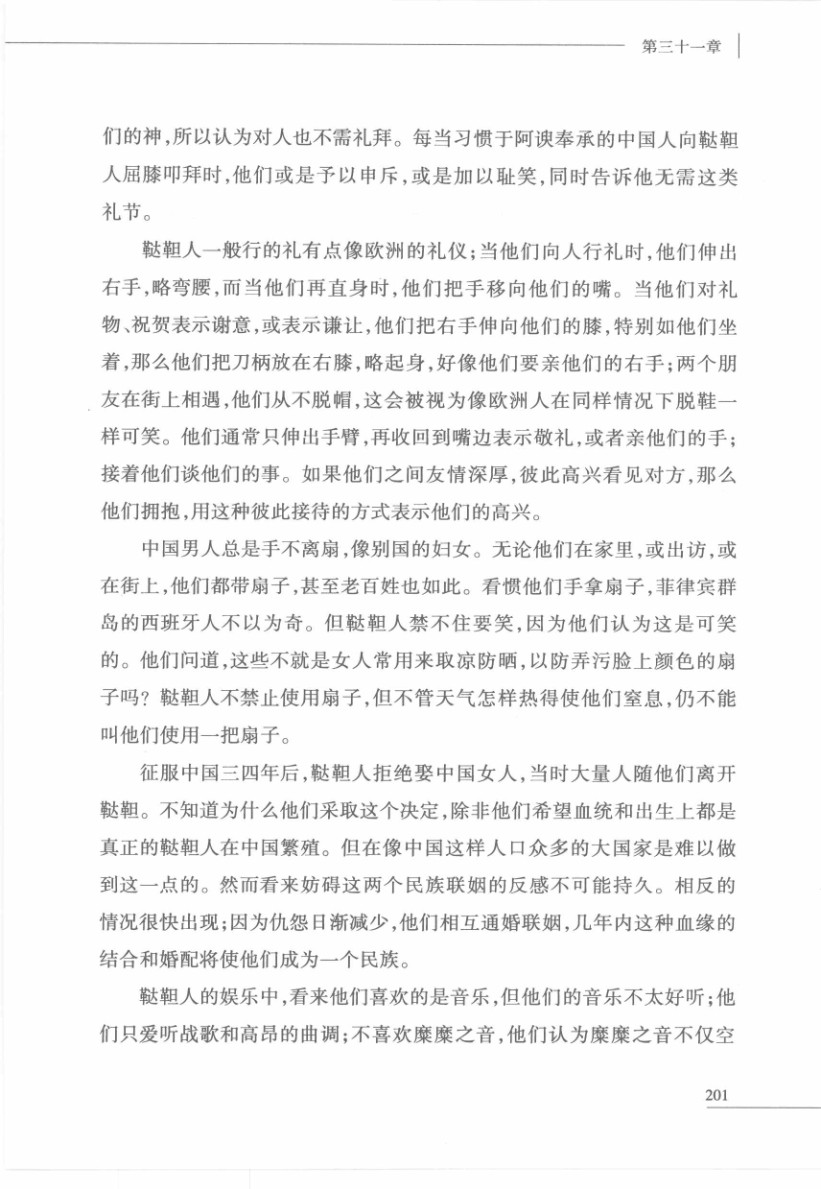 第三十一章
们的神,所以认为对人也不需礼拜。每当习惯于阿谀奉承的中国人向鞑靼
人屈膝叩拜时,他们或是予以申斥,或是加以耻笑,同时告诉他无需这类
礼节。
鞑靼人一般行的礼有点像欧洲的礼仪;当他们向人行礼时,他们伸出
右手,略弯腰,而当他们再直身时,他们把手移向他们的嘴。当他们对礼
物、祝贺表示谢意,或表示谦让,他们把右手伸向他们的膝,特别如他们坐
着,那么他们把刀柄放在右膝,略起身,好像他们要亲他们的右手;两个朋
友在街上相遇,他们从不脱帽,这会被视为像欧洲人在同样情况下脱鞋一
样可笑。他们通常只伸出手臂,再收回到嘴边表示敬礼,或者亲他们的手;
接着他们谈他们的事。如果他们之间友情深厚,彼此高兴看见对方,那么
他们拥抱,用这种彼此接待的方式表示他们的高兴。
中国男人总是手不离扇,像别国的妇女。无论他们在家里,或出访,或
在街上,他们都带扇子,甚至老百姓也如此。看惯他们手拿扇子,菲律宾群
岛的西班牙人不以为奇。但鞑靼人禁不住要笑,因为他们认为这是可笑
的。他们问道,这些不就是女人常用来取凉防晒,以防弄污脸上颜色的扇
子吗?鞑靼人不禁止使用扇子,但不管天气怎样热得使他们窒息,仍不能
叫他们使用一把扇子。
征服中国三四年后,鞑靼人拒绝娶中国女人,当时大量人随他们离开
鞑靼。不知道为什么他们采取这个决定,除非他们希望血统和出生上都是
真正的鞑靼人在中国繁殖。但在像中国这样人口众多的大国家是难以做
到这一点的。然而看来妨碍这两个民族联姻的反感不可能持久。相反的
情况很快出现;因为仇怨日渐减少,他们相互通婚联姻,几年内这种血缘的
结合和婚配将使他们成为一个民族。
鞑靼人的娱乐中,看来他们喜欢的是音乐,但他们的音乐不太好听;他
们只爱听战歌和高昂的曲调;不喜欢糜糜之音,他们认为糜糜之音不仅空
201